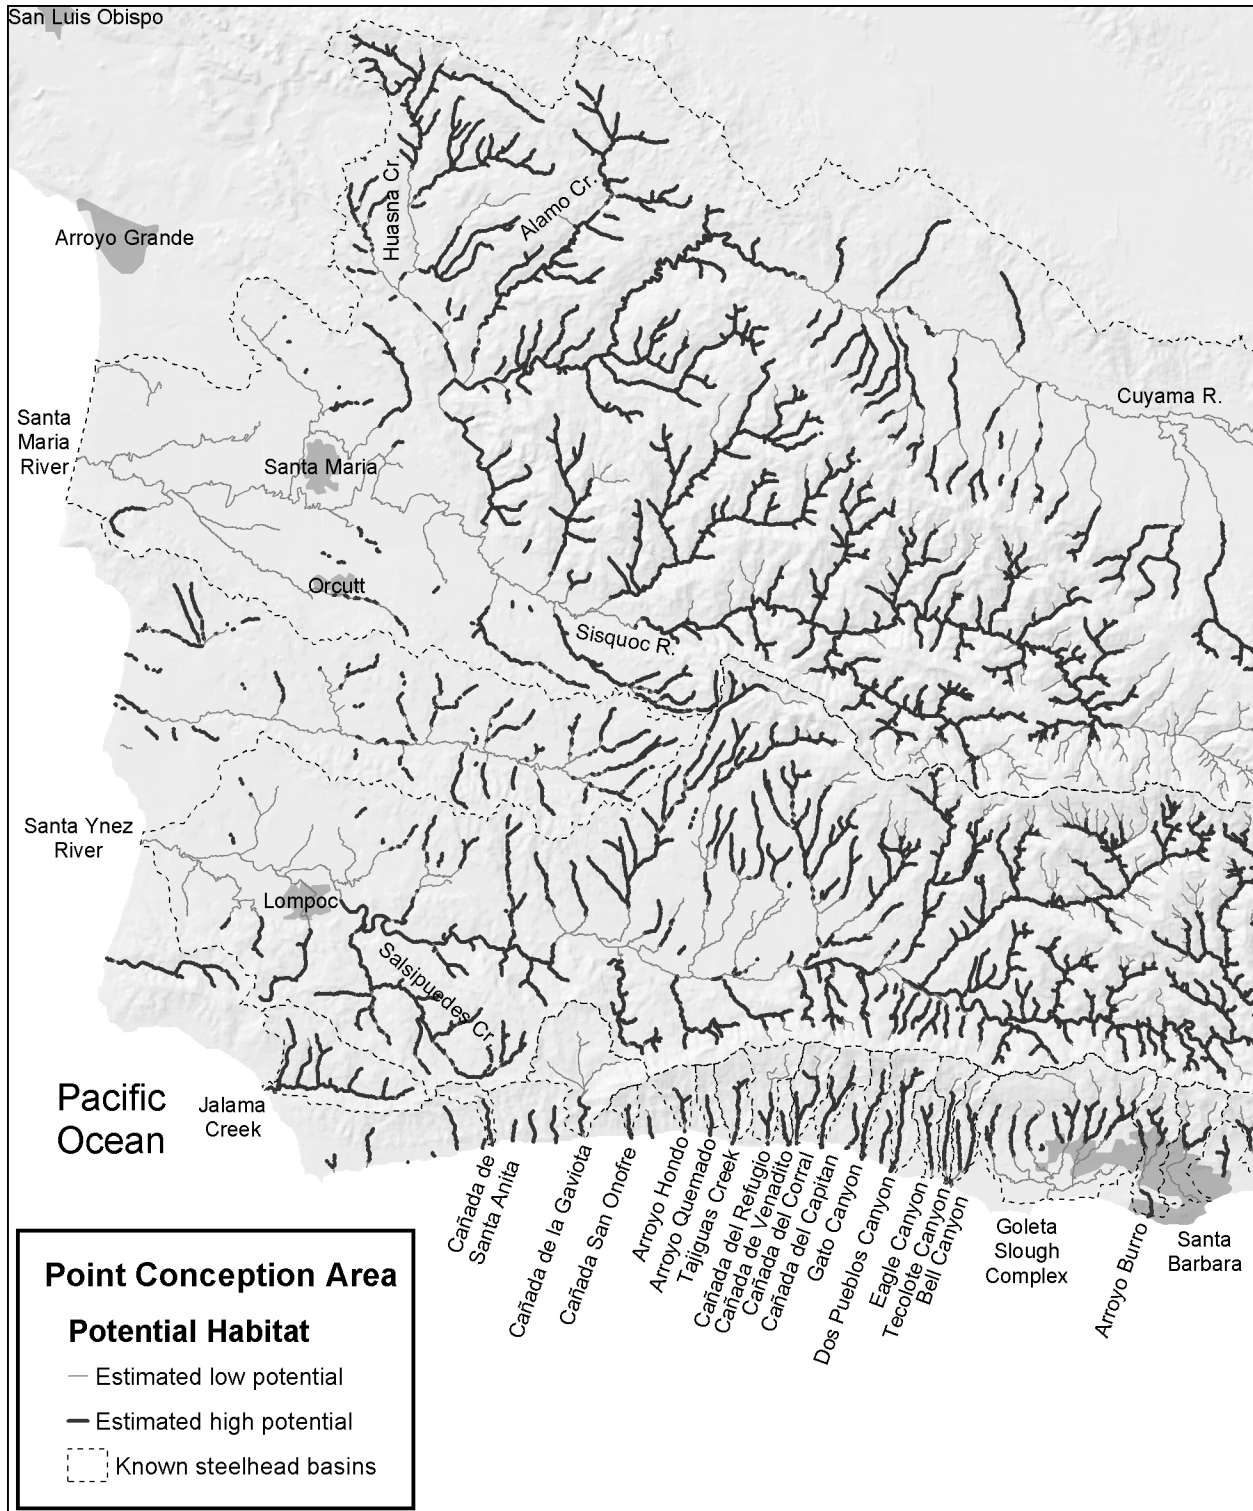 San Luis Obispo
Arroyo Grande
Huasna Cr.
Alamo Cr.
Cuyama R.
Santa
Maria
River
Santa Maria
Orcutt
Sisquoc R.
Santa Ynez
River
Lompoc
Salsipuedes Cr.
Pacific
Ocean
Jalama
Creek
Cañada de
Santa Anita
Cañada de la Gaviota
Cañada San Onofre
Arroyo Hondo
Arroyo Quemado
Tajiguas Creek
Cañada del Refugio
Cañada de Venadito
Cañada del Corral
Cañada del Capitan
Gato Canyon
Dos Pueblos Canyon
Eagle Canyon
Tecolote Canyon
Bell Canyon
Goleta
Slough
Complex
Arroyo Burro
Santa
Barbara
Point Conception Area
Potential Habitat
Estimated low potential
Estimated high potential
Known steelhead basins